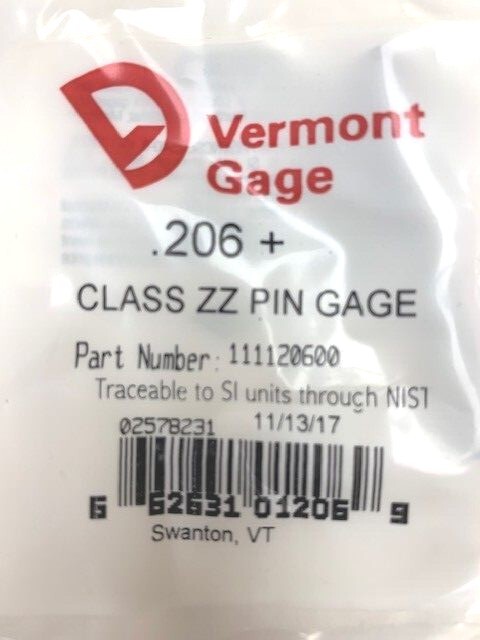 Vermont
Gage
.206 +
CLASS ZZ PIN GAGE
Part Number: 111120600
Traceable to SI units through NIST
02578231 11/13/17
6 62631 01206 9
Swanton, VT